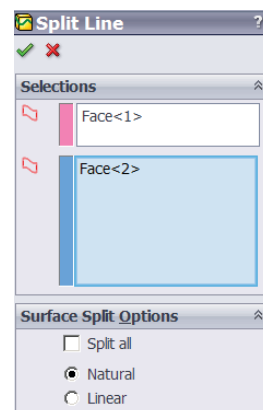 Split Line ?
Selections
Face<1>
Face<2>
Surface Split Options
Split all
Natural
Linear